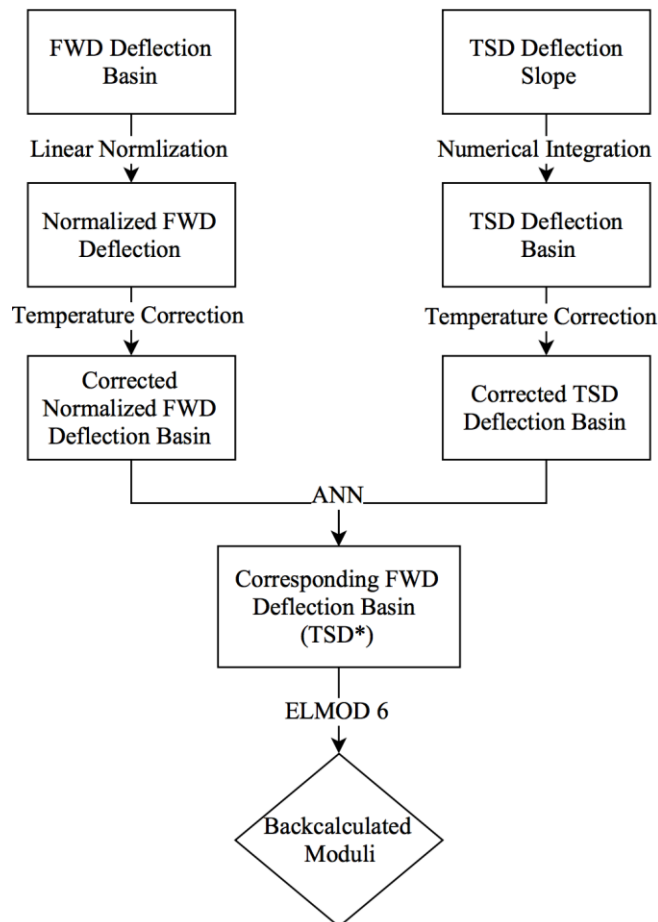 FWD Deflection
Basin
TSD Deflection
Slope
Linear Normlization
Numerical Integration
Normalized FWD
Deflection
TSD Deflection
Basin
Temperature Correction
Temperature Correction
Corrected
Normalized FWD
Deflection Basin
Corrected TSD
Deflection Basin
ANN
Corresponding FWD
Deflection Basin
(TSD*)
ELMOD 6
Backcalculated
Moduli